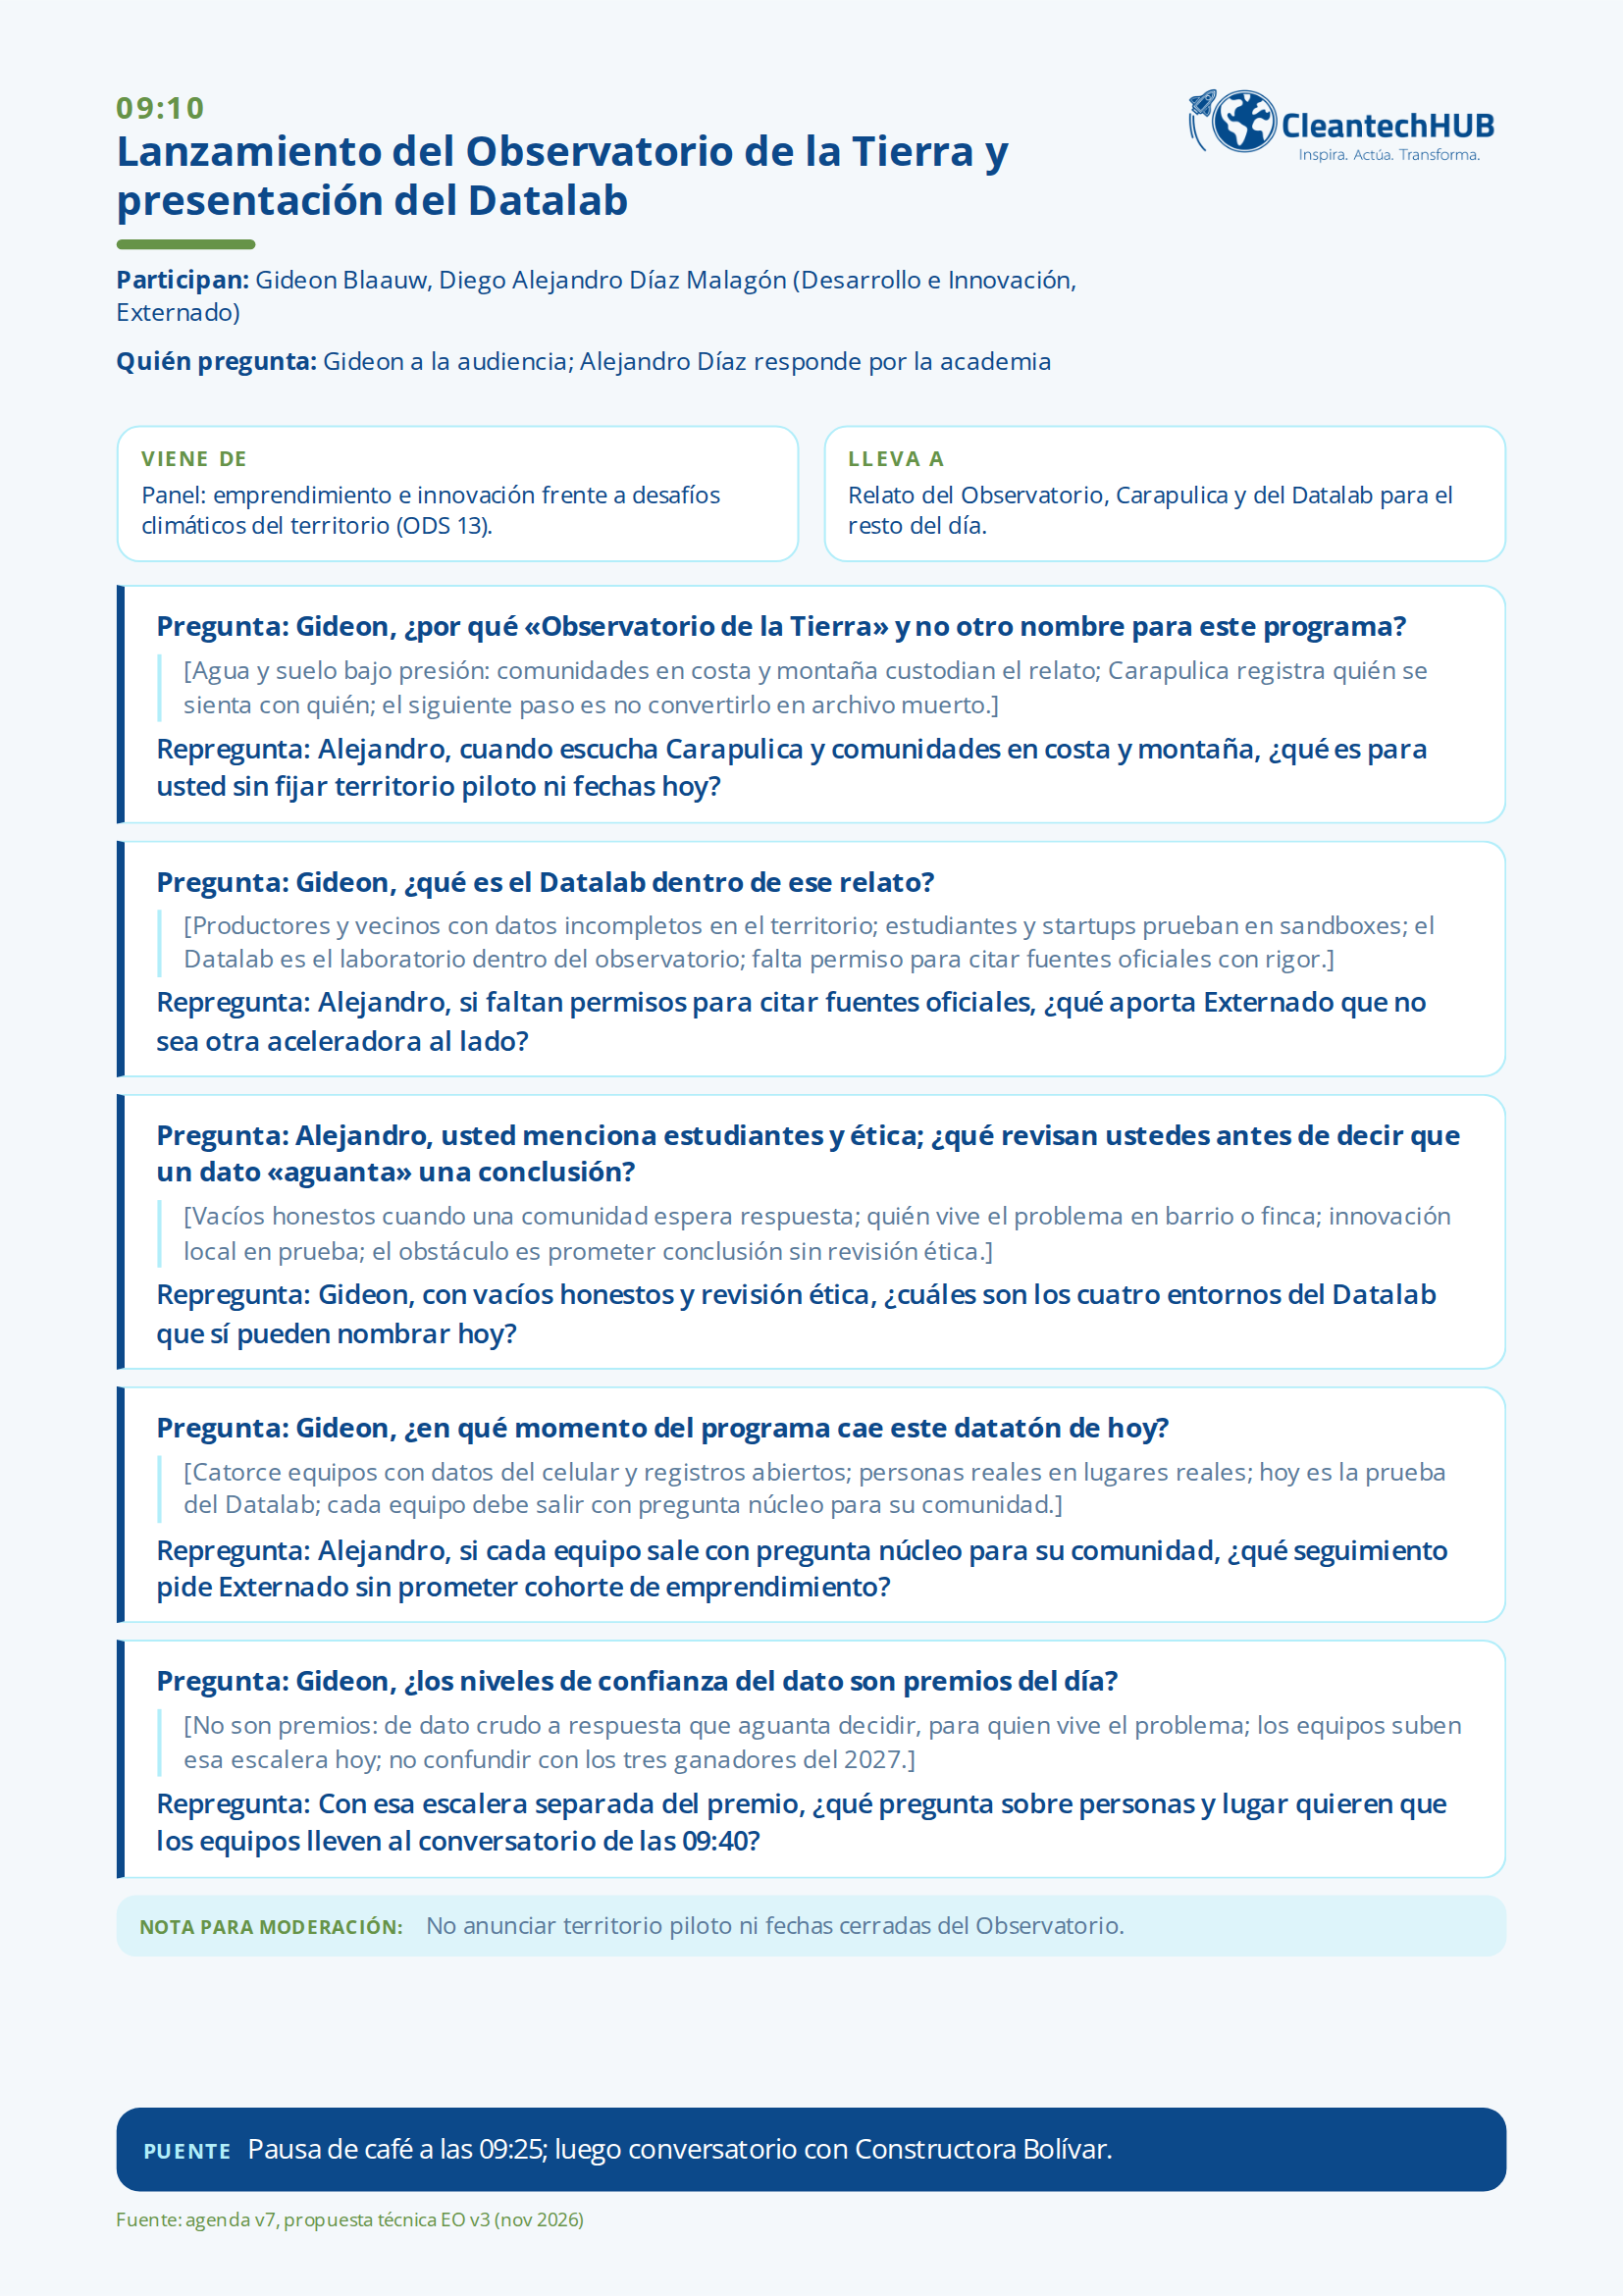 09:10
Lanzamiento del Observatorio de la Tierra y
presentación del Datalab
CleantechHUB
Inspira. Actúa. Transforma.
Participan: Gideon Blaauw, Diego Alejandro Díaz Malagón (Desarrollo e Innovación,
Externado)
Quién pregunta: Gideon a la audiencia; Alejandro Díaz responde por la academia
VIENE DE
Panel: emprendimiento e innovación frente a desafíos
climáticos del territorio (ODS 13).
LLEVA A
Relato del Observatorio, Carapulica y del Datalab para el
resto del día.
Pregunta: Gideon, ¿por qué «Observatorio de la Tierra» y no otro nombre para este programa?
[Agua y suelo bajo presión: comunidades en costa y montaña custodian el relato; Carapulica registra quién se
sienta con quién; el siguiente paso es no convertirlo en archivo muerto.]
Repregunta: Alejandro, cuando escucha Carapulica y comunidades en costa y montaña, ¿qué es para
usted sin fijar territorio piloto ni fechas hoy?
Pregunta: Gideon, ¿qué es el Datalab dentro de ese relato?
[Productores y vecinos con datos incompletos en el territorio; estudiantes y startups prueban en sandboxes; el
Datalab es el laboratorio dentro del observatorio; falta permiso para citar fuentes oficiales con rigor.]
Repregunta: Alejandro, si faltan permisos para citar fuentes oficiales, ¿qué aporta Externado que no
sea otra aceleradora al lado?
Pregunta: Alejandro, usted menciona estudiantes y ética; ¿qué revisan ustedes antes de decir que
un dato «aguanta» una conclusión?
[Vacíos honestos cuando una comunidad espera respuesta; quién vive el problema en barrio o finca; innovación
local en prueba; el obstáculo es prometer conclusión sin revisión ética.]
Repregunta: Gideon, con vacíos honestos y revisión ética, ¿cuáles son los cuatro entornos del Datalab
que sí pueden nombrar hoy?
Pregunta: Gideon, ¿en qué momento del programa cae este datatón de hoy?
[Catorce equipos con datos del celular y registros abiertos; personas reales en lugares reales; hoy es la prueba
del Datalab; cada equipo debe salir con pregunta núcleo para su comunidad.]
Repregunta: Alejandro, si cada equipo sale con pregunta núcleo para su comunidad, ¿qué seguimiento
pide Externado sin prometer cohorte de emprendimiento?
Pregunta: Gideon, ¿los niveles de confianza del dato son premios del día?
[No son premios: de dato crudo a respuesta que aguanta decidir, para quien vive el problema; los equipos suben
esa escalera hoy; no confundir con los tres ganadores del 2027.]
Repregunta: Con esa escalera separada del premio, ¿qué pregunta sobre personas y lugar quieren que
los equipos lleven al conversatorio de las 09:40?
NOTA PARA MODERACIÓN: No anunciar territorio piloto ni fechas cerradas del Observatorio.
PUENTE Pausa de café a las 09:25; luego conversatorio con Constructora Bolívar.
Fuente: agenda v7, propuesta técnica EO v3 (nov 2026)